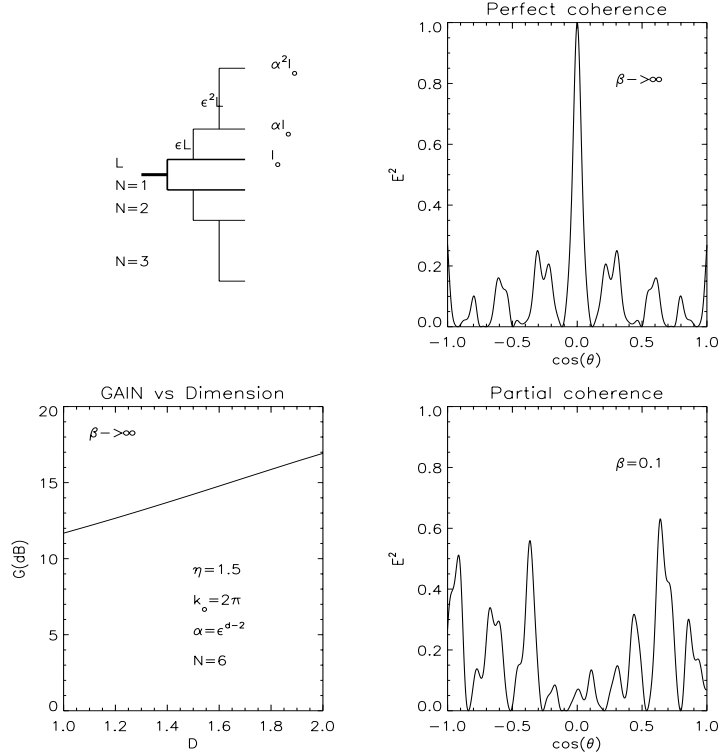 α²Iₒ
ε²L
αIₒ
εL
Iₒ
L
N=1
N=2
N=3
Perfect coherence
β->∞
E²
1.0
0.8
0.6
0.4
0.2
0.0
-1.0
-0.5
0.0
0.5
1.0
cos(θ)
GAIN vs Dimension
β->∞
G(dB)
20
15
10
5
0
η=1.5
kₒ=2π
α=ε^{d-2}
N=6
1.0
1.2
1.4
1.6
1.8
2.0
D
Partial coherence
β=0.1
E²
1.0
0.8
0.6
0.4
0.2
0.0
-1.0
-0.5
0.0
0.5
1.0
cos(θ)